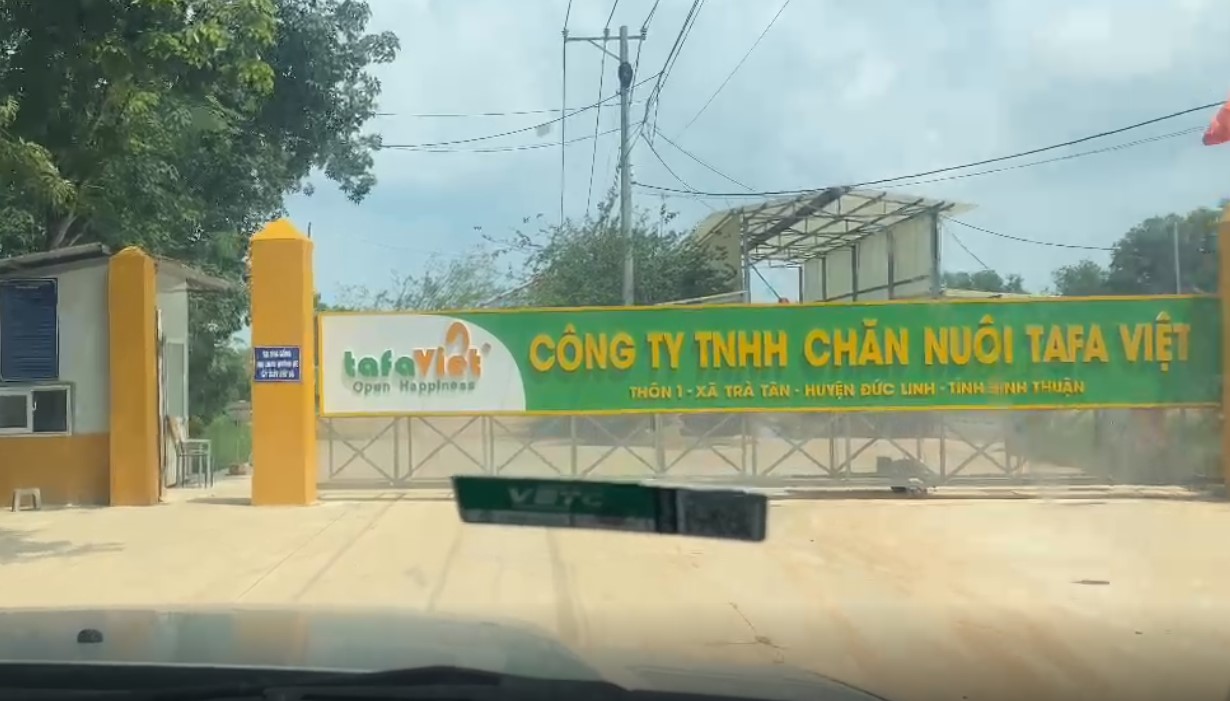 tafaViet
Open Happiness
CÔNG TY TNHH CHĂN NUÔI TAFA VIỆT
THÔN 1 - XÃ TRÀ TÂN - HUYỆN ĐỨC LINH - TỈNH BÌNH THUẬN
VETC